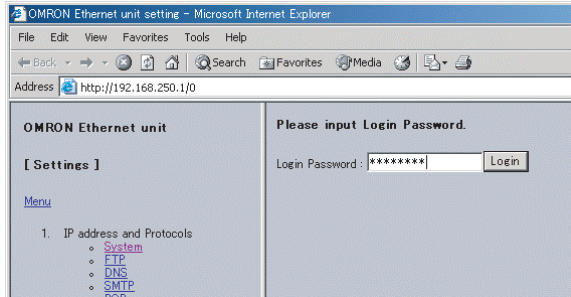 OMRON Ethernet unit setting - Microsoft Internet Explorer
File Edit View Favorites Tools Help
Back Search Favorites Media
Address http://192.168.250.1/0
OMRON Ethernet unit
[ Settings ]
Menu
1. IP address and Protocols
System
FTP
DNS
SMTP
POP
Please input Login Password.
Login Password : ******** Login